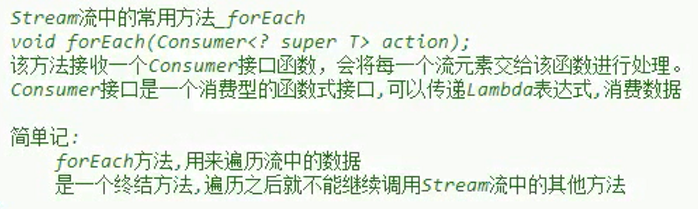 Stream流中的常用方法_forEach
void forEach(Consumer<? super T> action);
该方法接收一个Consumer接口函数，会将每一个流元素交给该函数进行处理。
Consumer接口是一个消费型的函数式接口,可以传递Lambda表达式,消费数据
简单记:
forEach方法,用来遍历流中的数据
是一个终结方法,遍历之后就不能继续调用Stream流中的其他方法